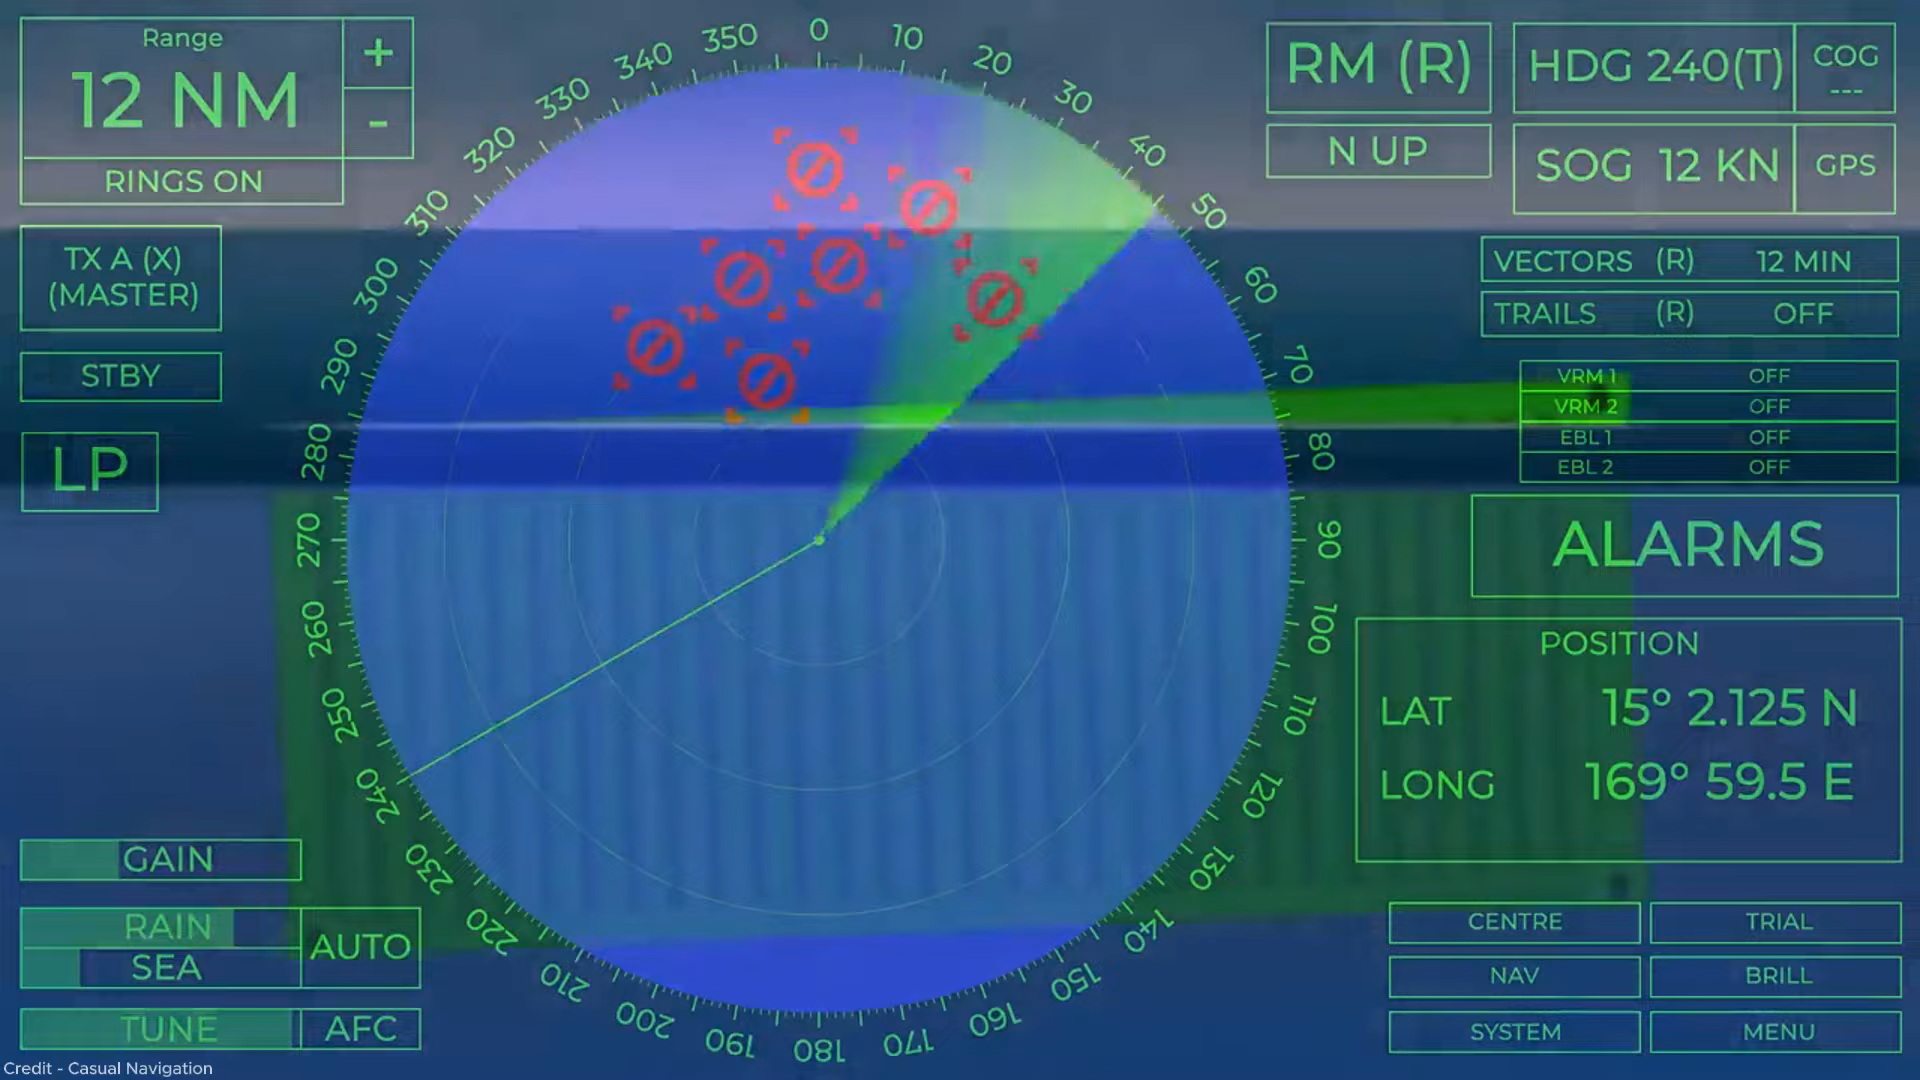 Range
12 NM
+
-
RINGS ON
TX A (X)
(MASTER)
STBY
LP
GAIN
RAIN
SEA
AUTO
TUNE
AFC
0
10
20
30
40
50
60
70
80
90
100
110
120
130
140
150
160
170
180
190
200
210
220
230
240
250
260
270
280
290
300
310
320
330
340
350
RM (R)
N UP
HDG 240(T)
COG
---
SOG 12 KN
GPS
VECTORS (R) 12 MIN
TRAILS (R) OFF
VRM 1 OFF
VRM 2 OFF
EBL 1 OFF
EBL 2 OFF
ALARMS
POSITION
LAT 15° 2.125 N
LONG 169° 59.5 E
CENTRE
TRIAL
NAV
BRILL
SYSTEM
MENU
Credit - Casual Navigation